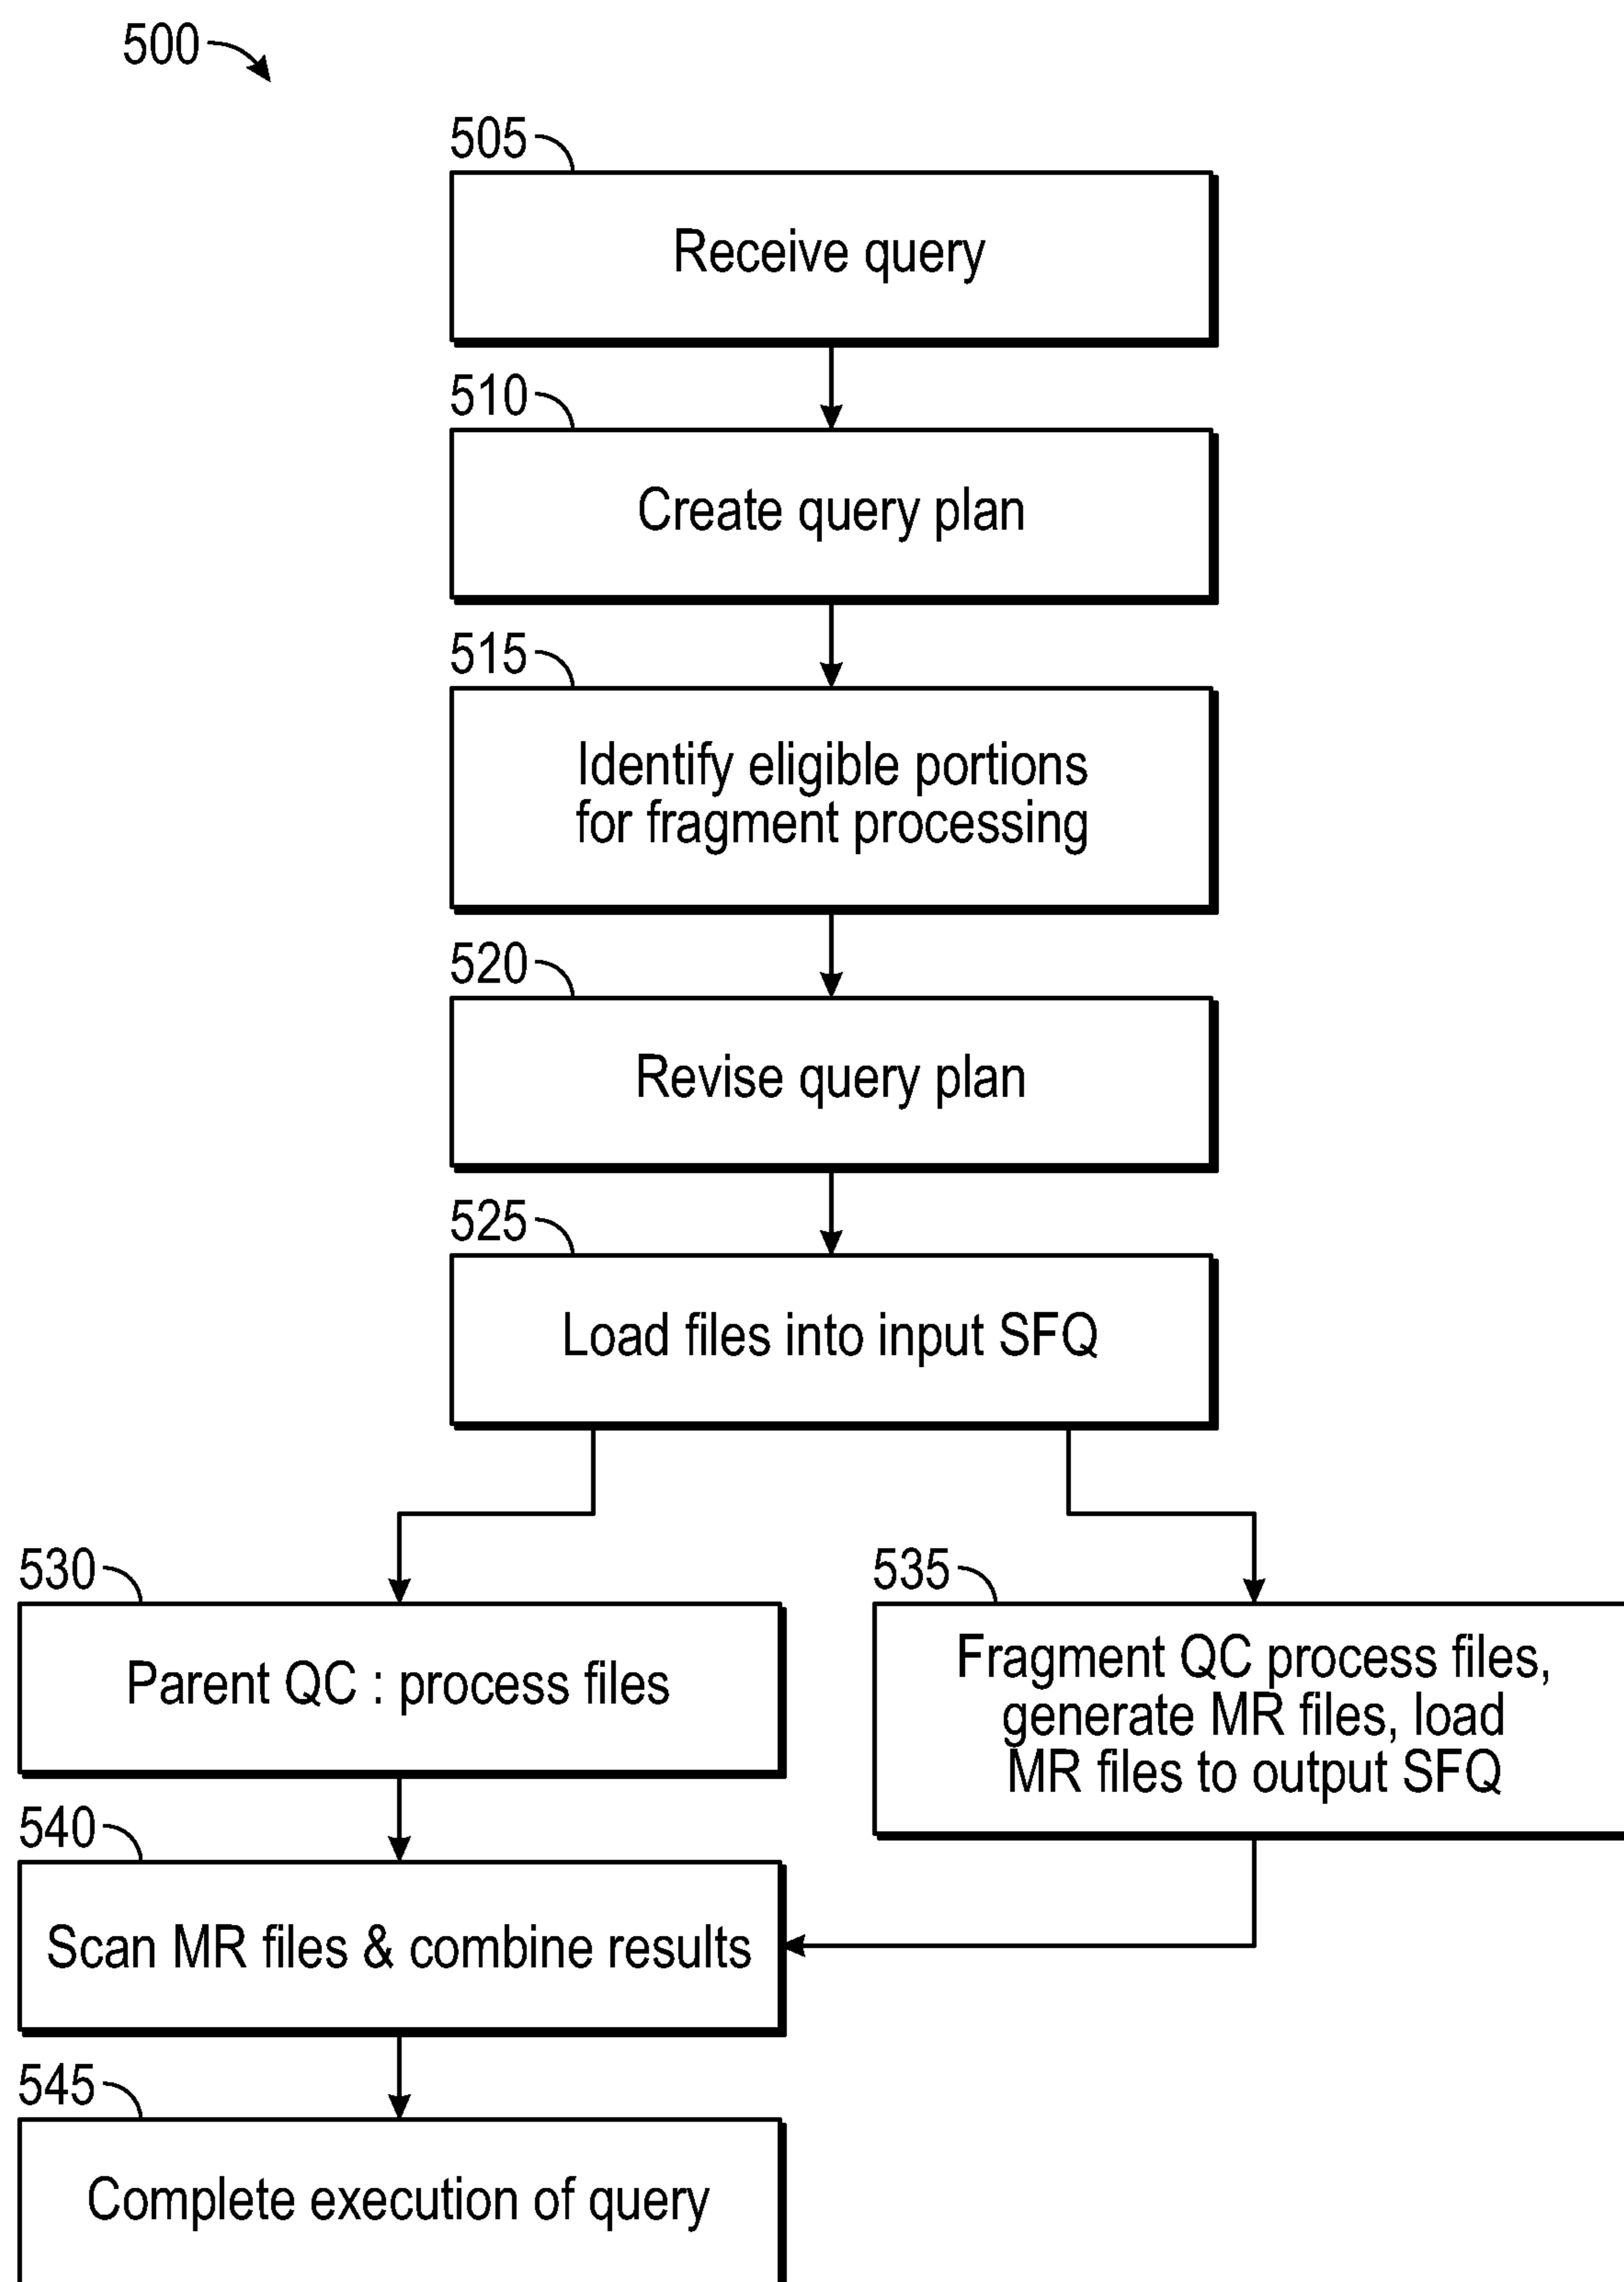 500
505
Receive query
510
Create query plan
515
Identify eligible portions
for fragment processing
520
Revise query plan
525
Load files into input SFQ
530
Parent QC : process files
535
Fragment QC process files,
generate MR files, load
MR files to output SFQ
540
Scan MR files & combine results
545
Complete execution of query